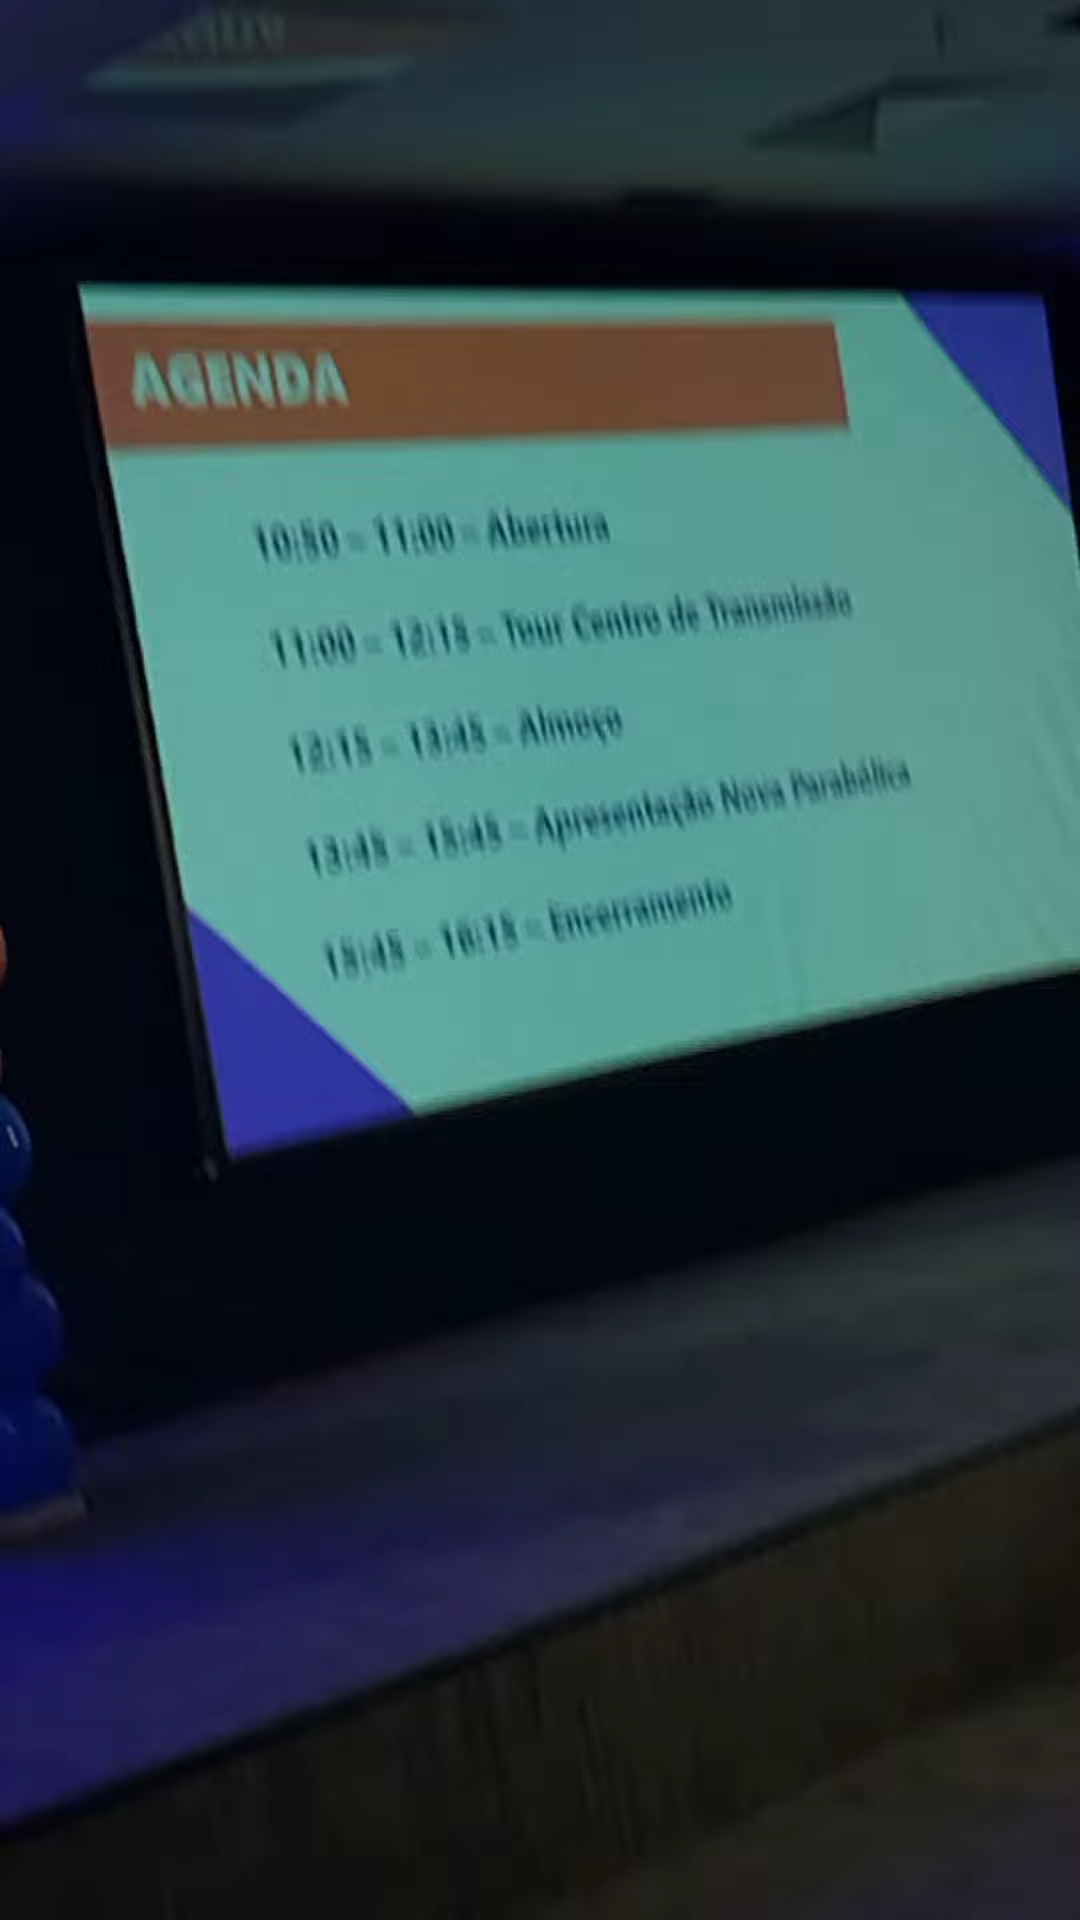 AGENDA
10:50 – 11:00 – Abertura
11:00 – 12:15 – Tour Centro de Transmissão
12:15 – 13:45 – Almoço
13:45 – 15:45 – Apresentação Nova Parabólica
15:45 – 16:15 – Encerramento